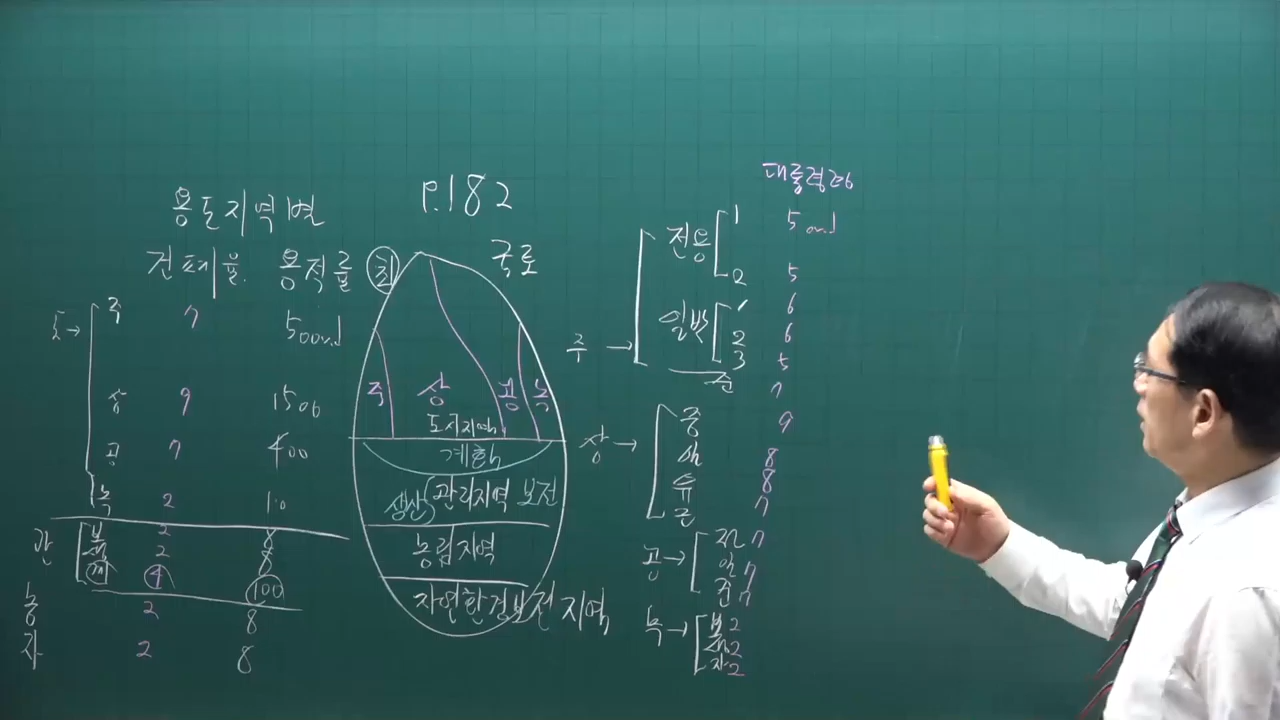 P.182
용도지역별
건폐율 용적률 최
도→
주 7 500%이하
상 9 1500
공 7 400
녹 2 100
관
보 2 8
생 2 8
계 4 100
농 2 8
자 2 8
국토
주 상 공 녹
도시지역
계획
생산 관리지역 보전
농림지역
자연환경보전지역
대통령령
주→
전용 1 5
2 5
일반 1 6
2 6
3 5
준 7
상→
중 9
일 8
유 8
근 7
공→
전 7
일 7
준 7
녹→
보 2
생 2
자 2